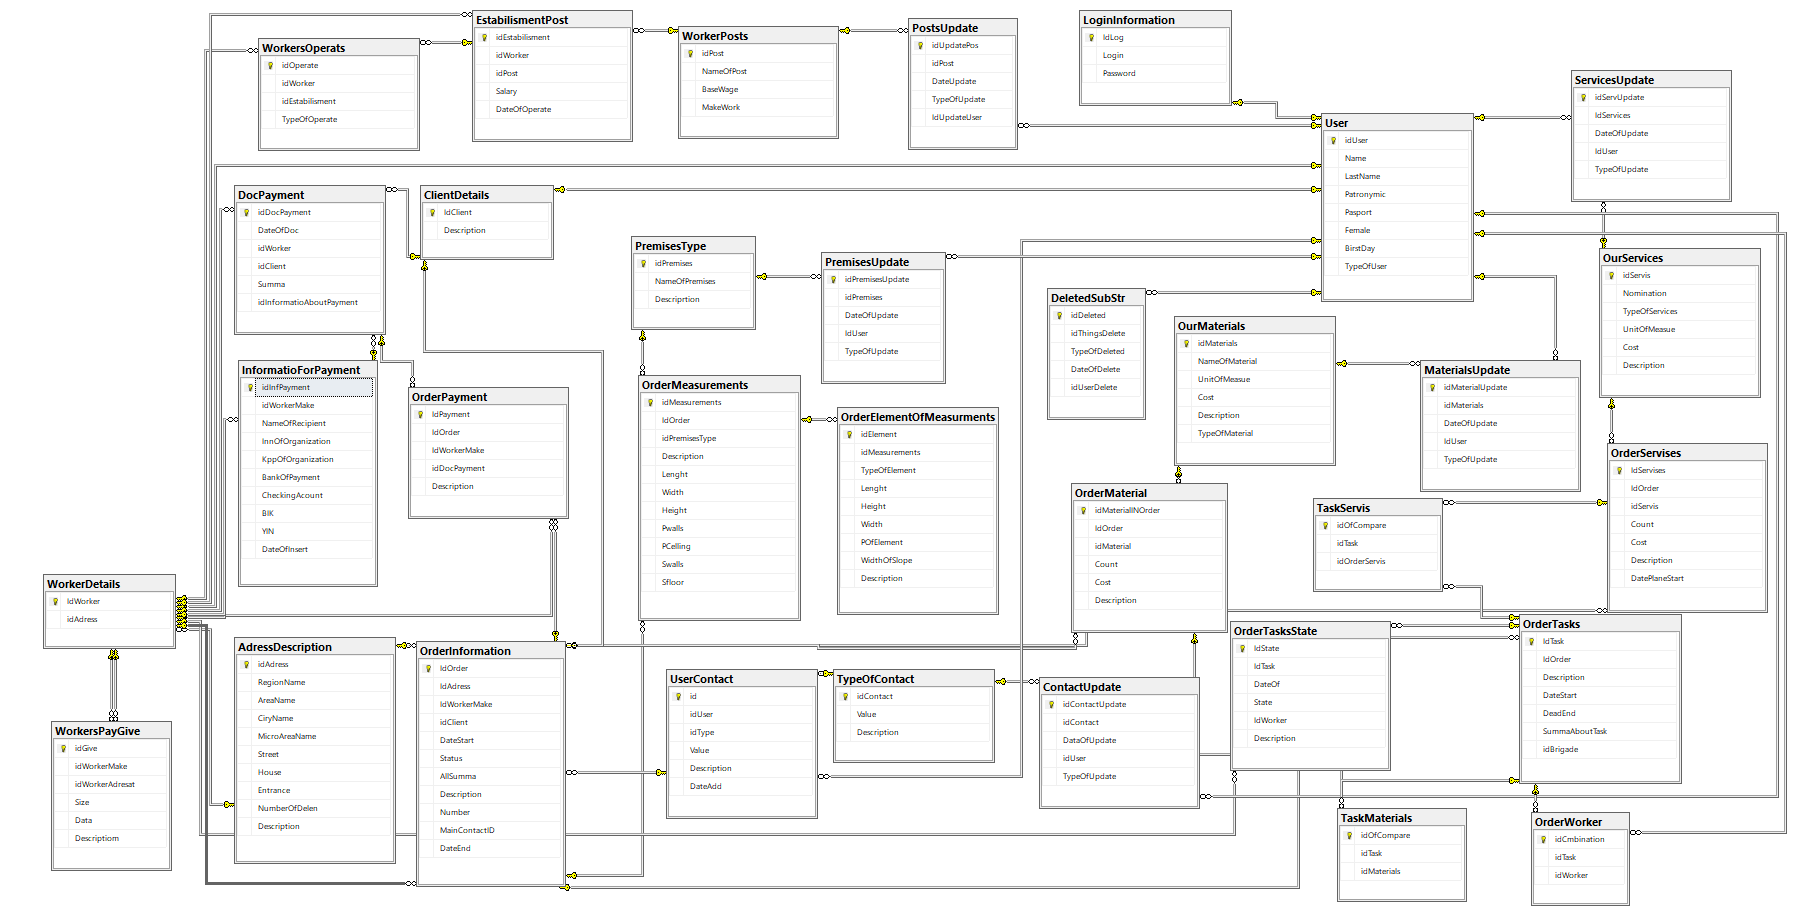 EstabilismentPost
idEstabilisment
idWorker
idPost
Salary
DateOfOperate
WorkersOperats
idOperate
idWorker
idEstabilisment
TypeOfOperate
WorkerPosts
idPost
NameOfPost
BaseWage
MakeWork
PostsUpdate
idUpdatePos
idPost
DateUpdate
TypeOfUpdate
IdUpdateUser
LoginInformation
IdLog
Login
Password
ServicesUpdate
idServUpdate
IdServices
DateOfUpdate
IdUser
TypeOfUpdate
User
idUser
Name
LastName
Patronymic
Pasport
Female
BirstDay
TypeOfUser
DocPayment
idDocPayment
DateOfDoc
idWorker
idClient
Summa
idInformatioAboutPayment
ClientDetails
IdClient
Description
PremisesType
idPremises
NameOfPremises
Descriprtion
PremisesUpdate
idPremisesUpdate
idPremises
DateOfUpdate
IdUser
TypeOfUpdate
OurServices
idServis
Nomination
TypeOfServices
UnitOfMeasue
Cost
Description
DeletedSubStr
idDeleted
idThingsDelete
TypeOfDeleted
DateOfDelete
idUserDelete
OurMaterials
idMaterials
NameOfMaterial
UnitOfMeasue
Cost
Description
TypeOfMaterial
MaterialsUpdate
idMaterialUpdate
idMaterials
DateOfUpdate
IdUser
TypeOfUpdate
InformatioForPayment
idInfPayment
idWorkerMake
NameOfRecipient
InnOfOrganization
KppOfOrganization
BankOfPayment
CheckingAcount
BIK
YIN
DateOfInsert
OrderPayment
IdPayment
IdOrder
IdWorkerMake
idDocPayment
Description
OrderMeasurements
idMeasurements
IdOrder
idPremisesType
Description
Lenght
Width
Height
Pwalls
PCelling
Swalls
Sfloor
OrderElementOfMeasurments
idElement
idMeasurements
TypeOfElement
Lenght
Height
Width
POfElement
WidthOfSlope
Description
OrderServises
IdServises
IdOrder
idServis
Count
Cost
Description
DatePlaneStart
OrderMaterial
idMaterialINOrder
IdOrder
idMaterial
Count
Cost
Description
TaskServis
idOfCompare
idTask
idOrderServis
WorkerDetails
IdWorker
idAdress
AdressDescription
idAdress
RegionName
AreaName
CiryName
MicroAreaName
Street
House
Entrance
NumberOfDelen
Description
OrderInformation
IdOrder
IdAdress
IdWorkerMake
idClient
DateStart
Status
AllSumma
Description
Number
MainContactID
DateEnd
OrderTasksState
IdState
IdTask
DateOf
State
IdWorker
Description
OrderTasks
IdTask
IdOrder
Description
DateStart
DeadEnd
SummaAboutTask
idBrigade
UserContact
id
idUser
idType
Value
Description
DateAdd
TypeOfContact
idContact
Value
Description
ContactUpdate
idContactUpdate
idContact
DataOfUpdate
idUser
TypeOfUpdate
WorkersPayGive
idGive
idWorkerMake
idWorkerAdresat
Size
Data
Descriptiom
TaskMaterials
idOfCompare
idTask
idMaterials
OrderWorker
idCmbination
idTask
idWorker